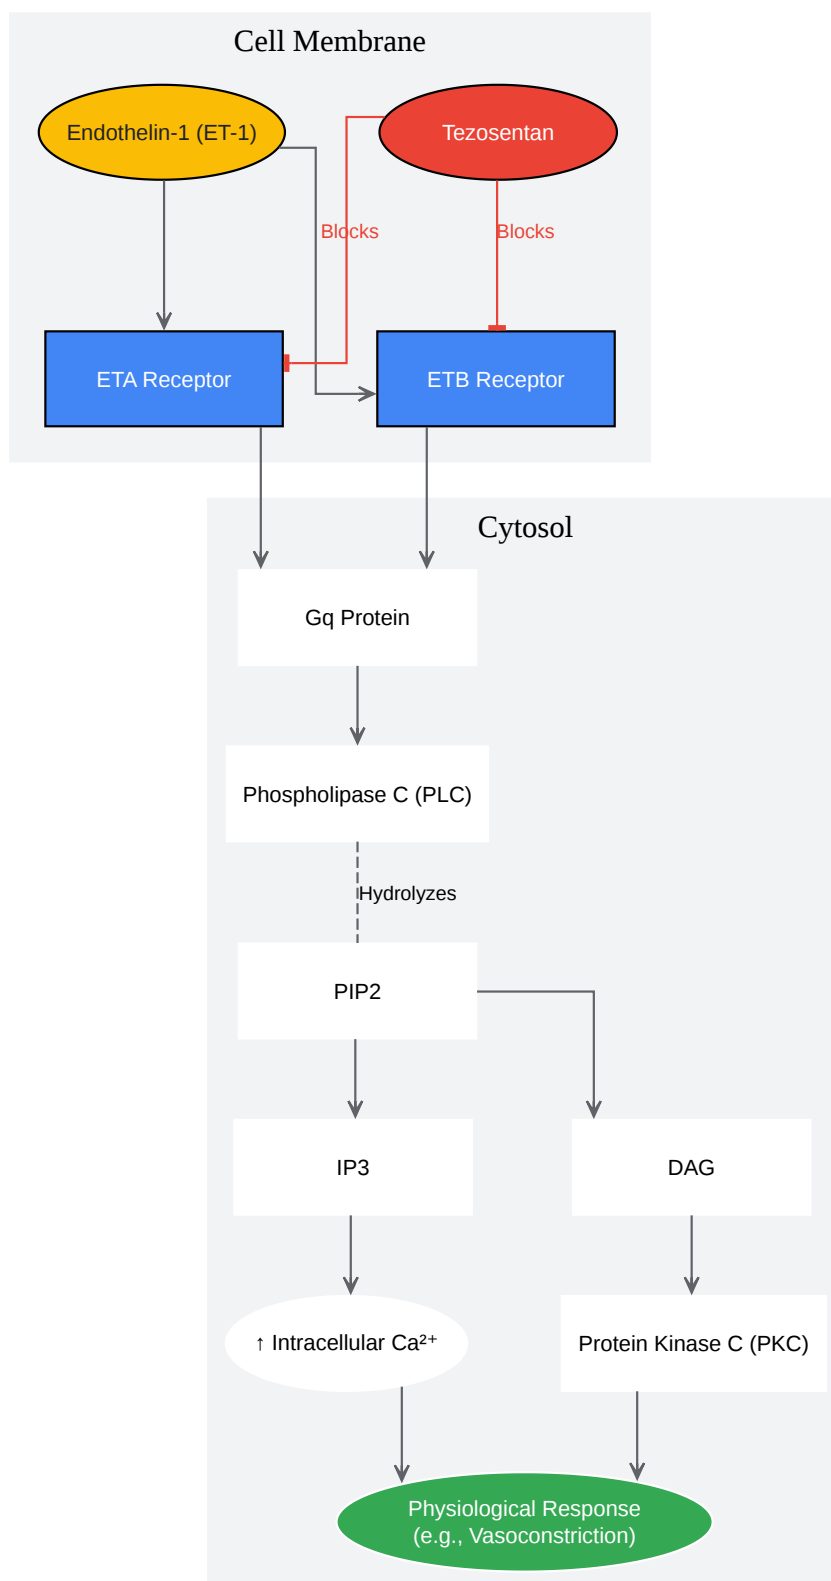 Cell Membrane
Endothelin-1 (ET-1)
Tezosentan
Blocks
Blocks
ETA Receptor
ETB Receptor
Cytosol
Gq Protein
Phospholipase C (PLC)
Hydrolyzes
PIP2
IP3
DAG
↑ Intracellular Ca²⁺
Protein Kinase C (PKC)
Physiological Response
(e.g., Vasoconstriction)